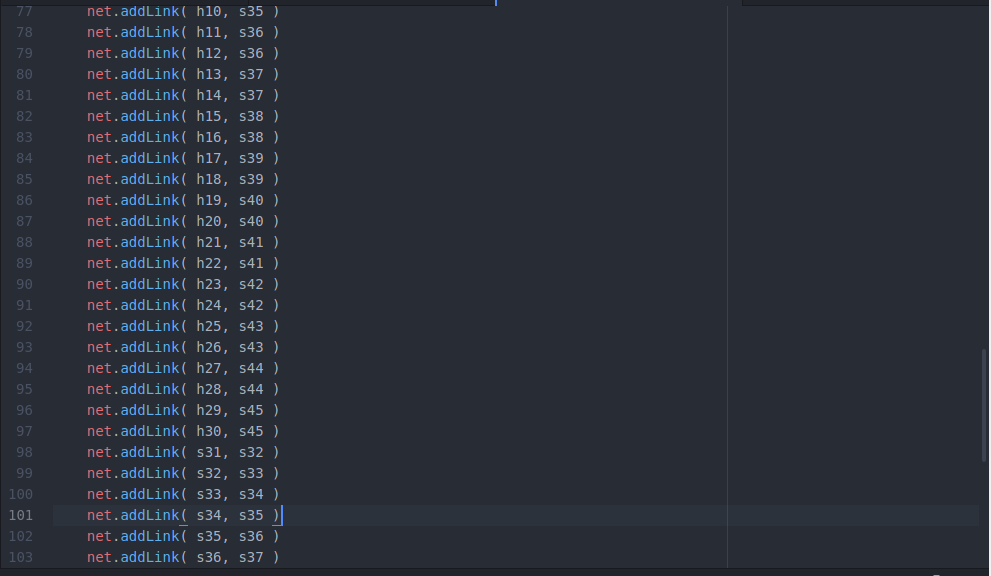 77 net.addLink( h10, s35 )
78 net.addLink( h11, s36 )
79 net.addLink( h12, s36 )
80 net.addLink( h13, s37 )
81 net.addLink( h14, s37 )
82 net.addLink( h15, s38 )
83 net.addLink( h16, s38 )
84 net.addLink( h17, s39 )
85 net.addLink( h18, s39 )
86 net.addLink( h19, s40 )
87 net.addLink( h20, s40 )
88 net.addLink( h21, s41 )
89 net.addLink( h22, s41 )
90 net.addLink( h23, s42 )
91 net.addLink( h24, s42 )
92 net.addLink( h25, s43 )
93 net.addLink( h26, s43 )
94 net.addLink( h27, s44 )
95 net.addLink( h28, s44 )
96 net.addLink( h29, s45 )
97 net.addLink( h30, s45 )
98 net.addLink( s31, s32 )
99 net.addLink( s32, s33 )
100 net.addLink( s33, s34 )
101 net.addLink( s34, s35 )
102 net.addLink( s35, s36 )
103 net.addLink( s36, s37 )